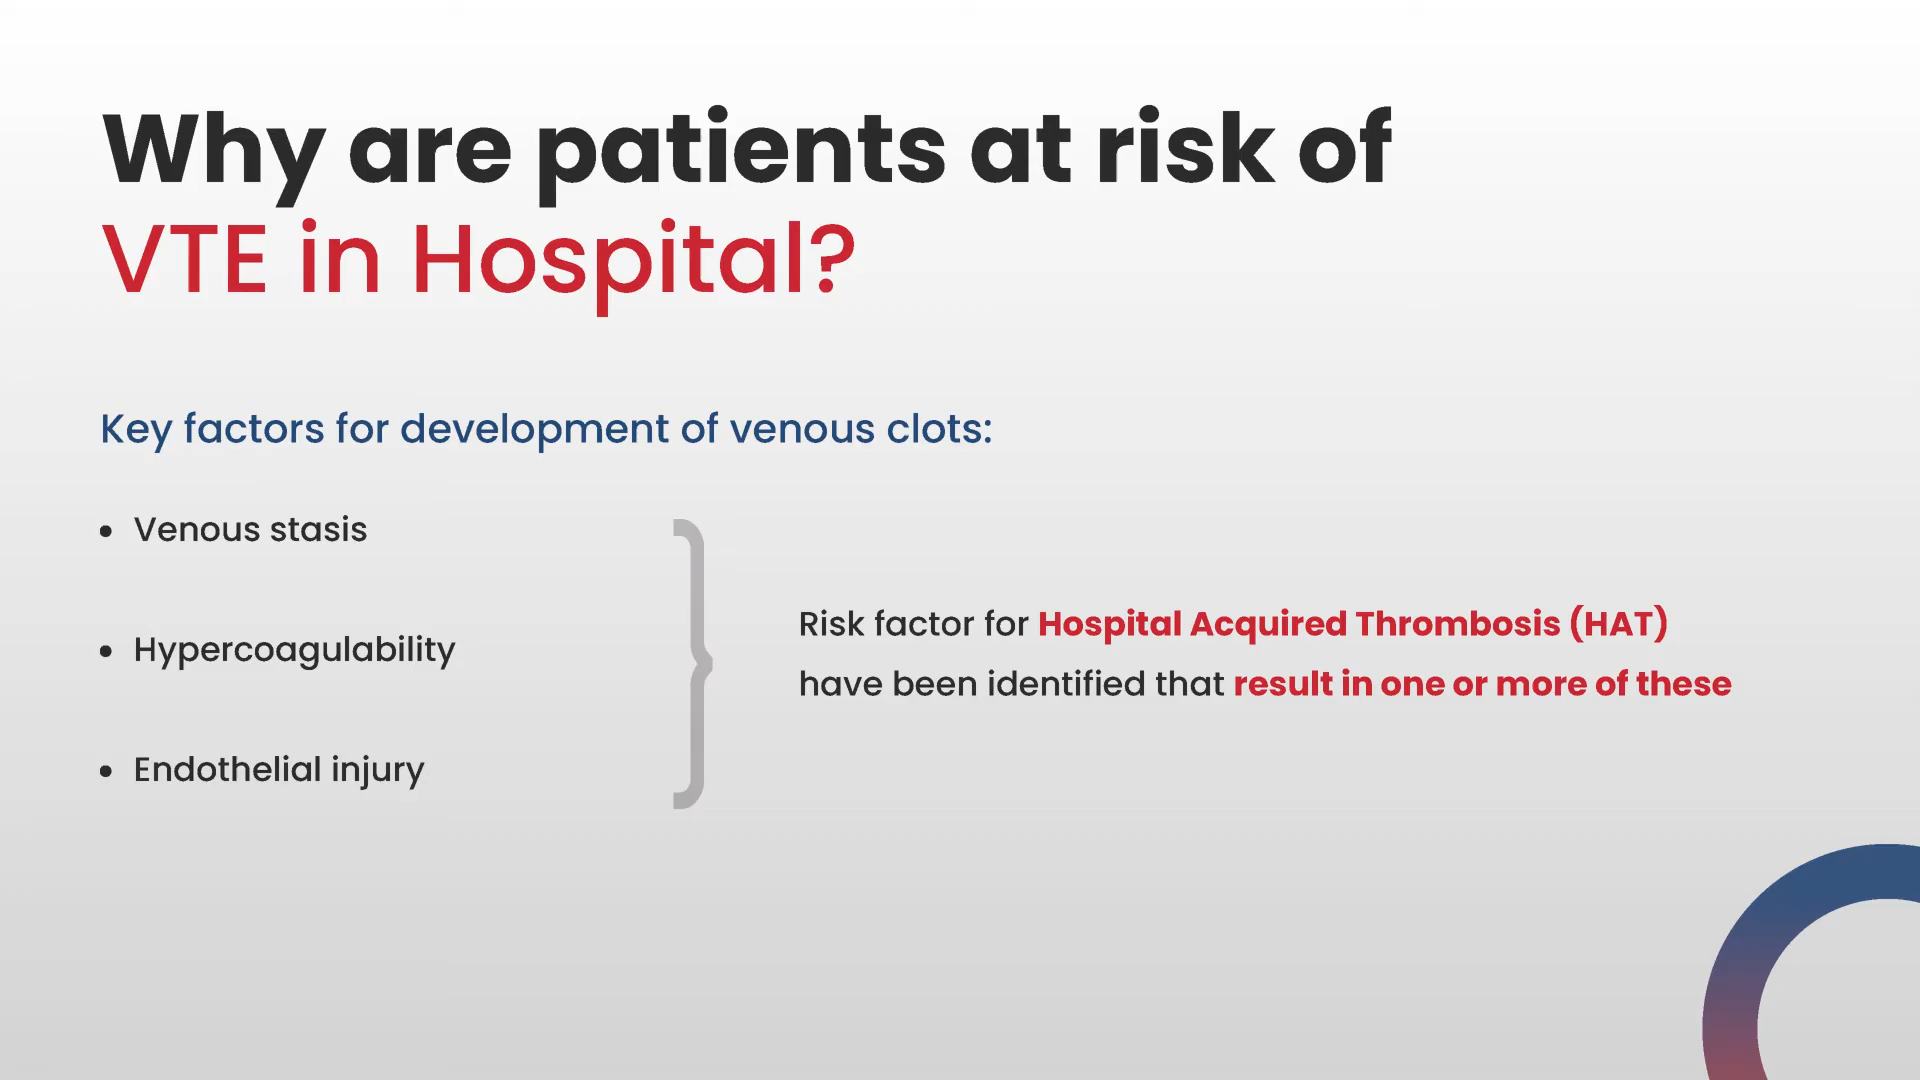 Why are patients at risk of
VTE in Hospital?
Key factors for development of venous clots:
• Venous stasis
• Hypercoagulability
• Endothelial injury
Risk factor for Hospital Acquired Thrombosis (HAT)
have been identified that result in one or more of these